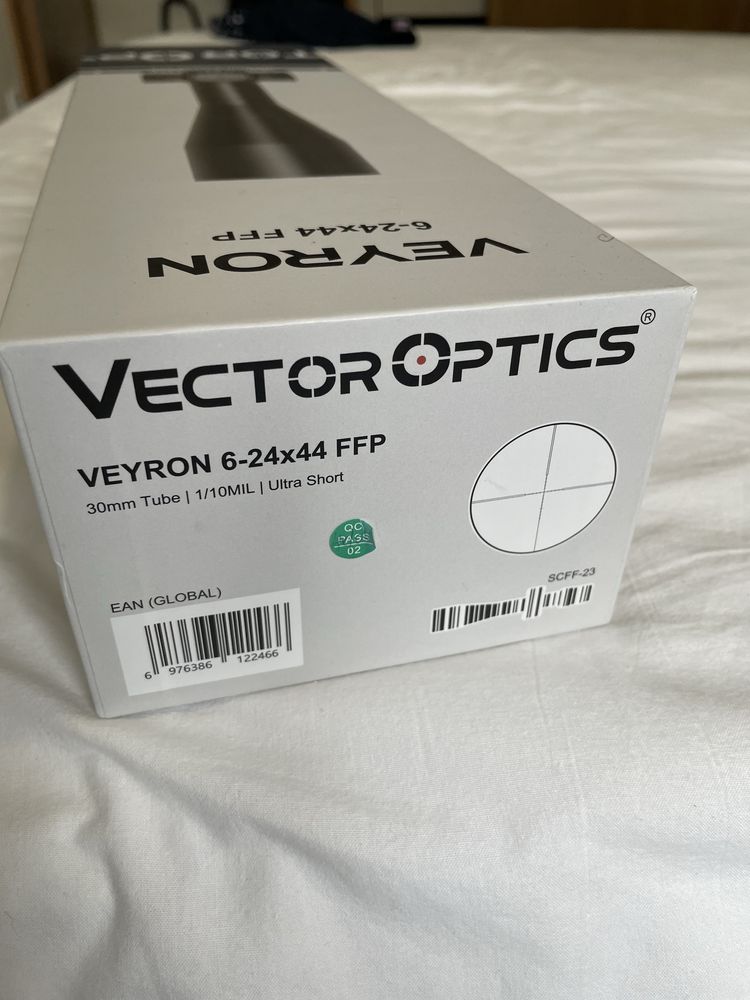 VEYRON
6-24x44 FFP
VECTOR OPTICS®
VEYRON 6-24x44 FFP
30mm Tube | 1/10MIL | Ultra Short
QC
PASS
02
EAN (GLOBAL)
6 976386 122466
SCFF-23